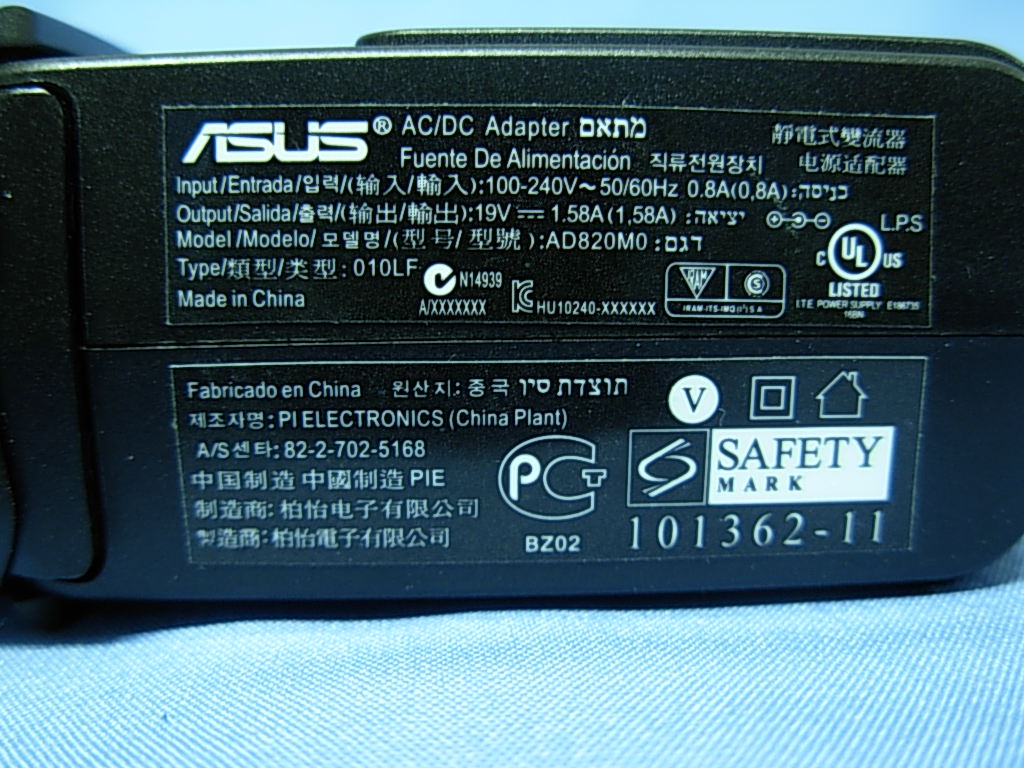 ASUS® AC/DC Adapter מתאם 靜電式變流器
Fuente De Alimentación 직류전원장치 电源适配器
Input/Entrada/입력/(输入/輸入):100-240V~50/60Hz 0.8A(0,8A) :כניסה
Output/Salida/출력/(输出/輸出):19V⎓1.58A(1,58A) :יציאה L.P.S
Model/Modelo/모델명/(型号/型號):AD820M0 :דגם
Type/類型/类型: 010LF N14939
A/XXXXXXX HU10240-XXXXXX
Made in China
IRAM S
C UL US
LISTED
ITE POWER SUPPLY E186735
16BN
Fabricado en China 원산지: 중국 תוצדת סין
제조자명: PI ELECTRONICS (China Plant)
A/S센타: 82-2-702-5168
中国制造 中國制造 PIE
制造商: 柏怡电子有限公司
製造商: 柏怡電子有限公司
PCT
BZ02
V
SAFETY
MARK
101362-11